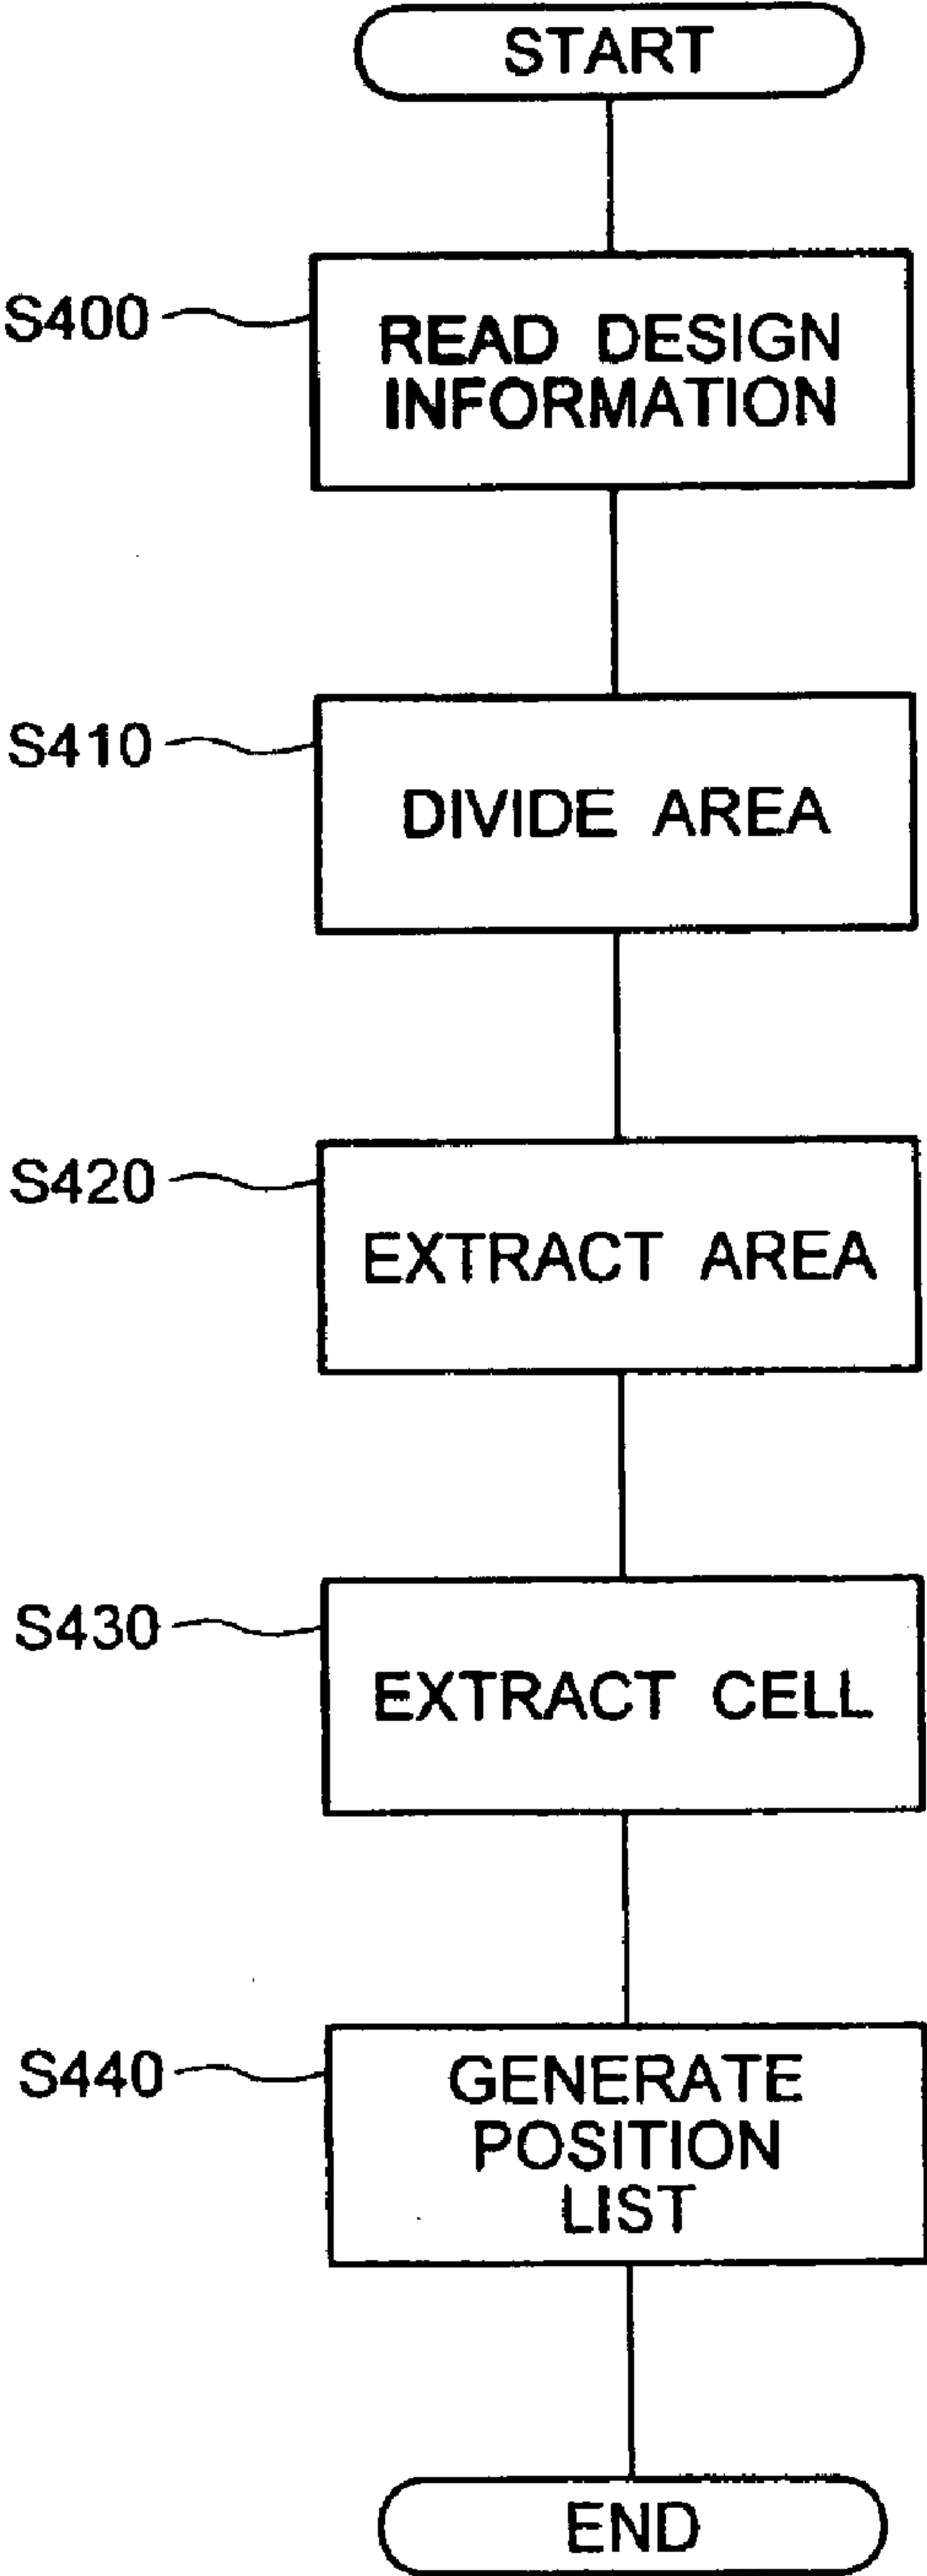 START
S400
READ DESIGN
INFORMATION
S410
DIVIDE AREA
S420
EXTRACT AREA
S430
EXTRACT CELL
S440
GENERATE
POSITION
LIST
END